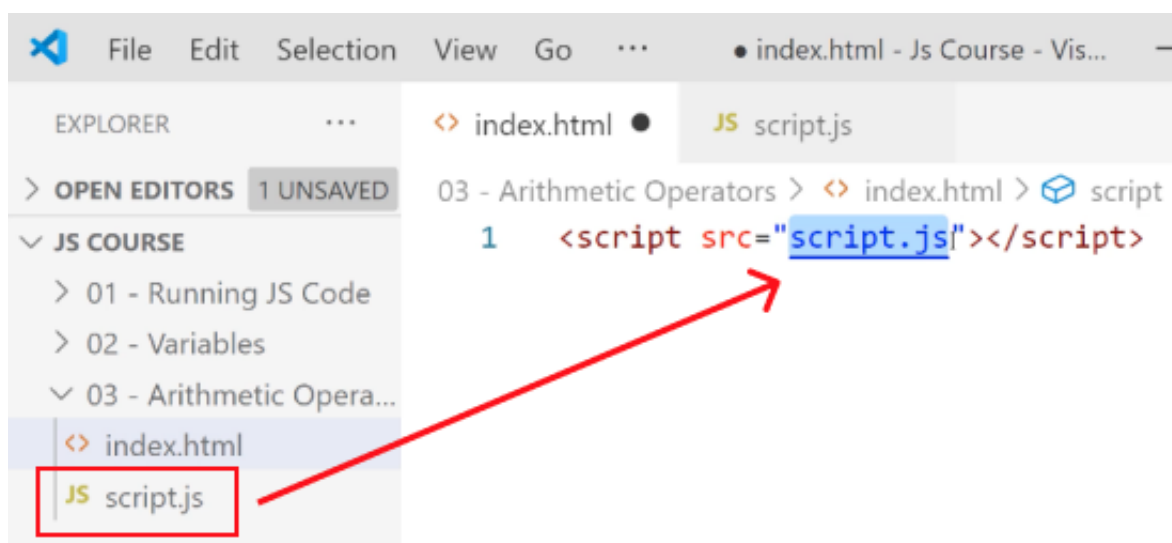 File Edit Selection View Go ··· ● index.html - Js Course - Vis...
EXPLORER ···
> OPEN EDITORS 1 UNSAVED
JS COURSE
> 01 - Running JS Code
> 02 - Variables
03 - Arithmetic Opera...
<> index.html
JS script.js
<> index.html ● JS script.js
03 - Arithmetic Operators > <> index.html > script
1 <script src="script.js"></script>